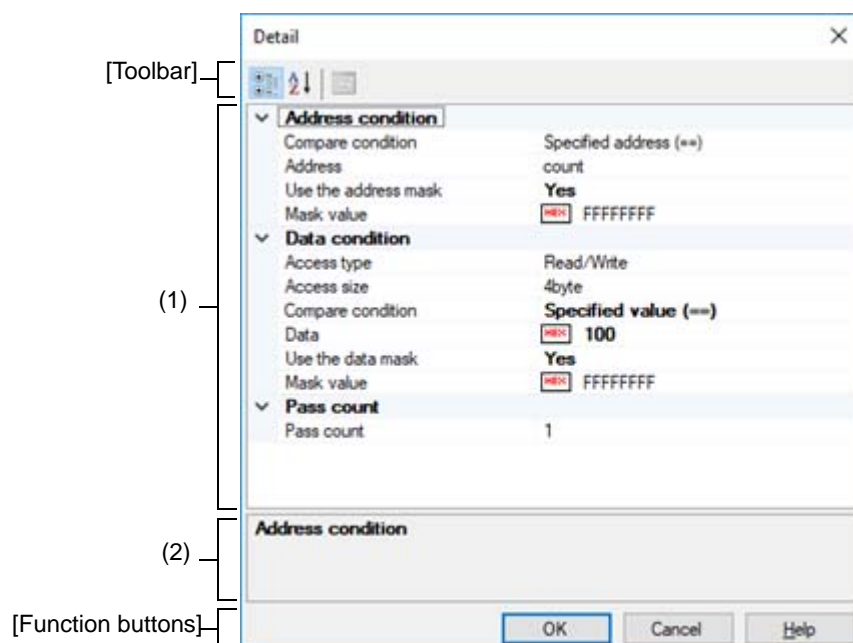 Detail
[Toolbar]
Address condition
Compare condition Specified address (==)
Address count
Use the address mask Yes
Mask value HEX FFFFFFFF
Data condition
Access type Read/Write
Access size 4byte
(1)
Compare condition Specified value (==)
Data HEX 100
Use the data mask Yes
Mask value HEX FFFFFFFF
Pass count
Pass count 1
Address condition
(2)
[Function buttons]
OK Cancel Help